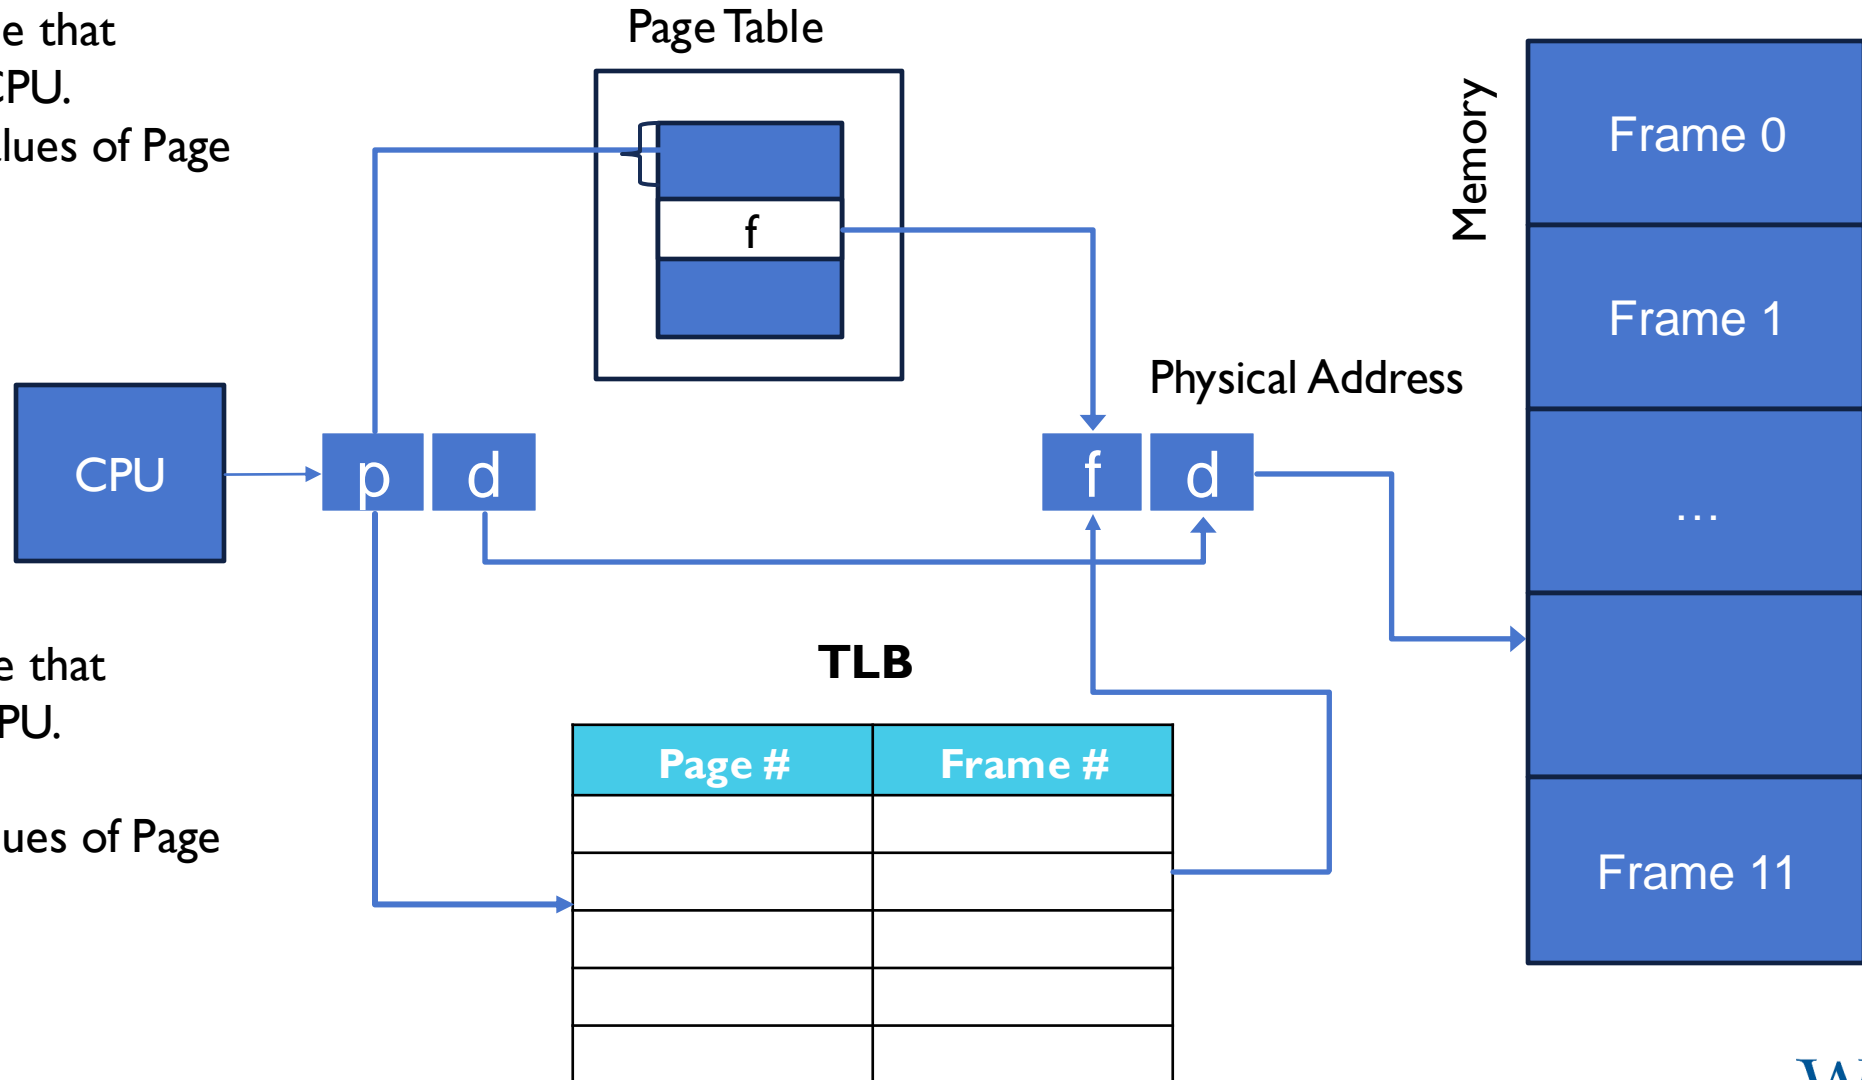 e that
CPU.
lues of Page
Page Table
f
Memory
Frame 0
Frame 1
...
Frame 11
Physical Address
CPU
p d
f d
TLB
e that
PU.
ues of Page
Page # Frame #